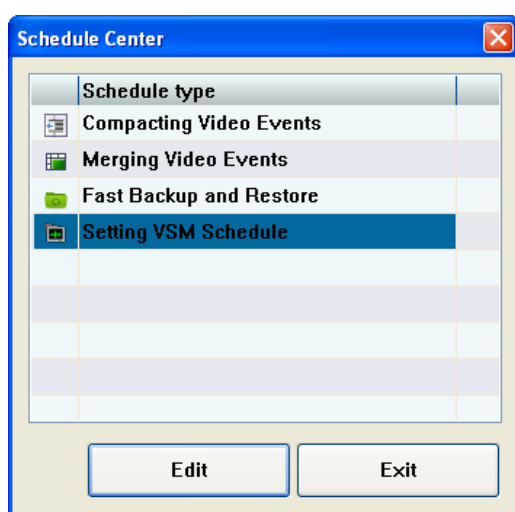 Schedule Center
Schedule type
Compacting Video Events
Merging Video Events
Fast Backup and Restore
Setting VSM Schedule
Edit Exit